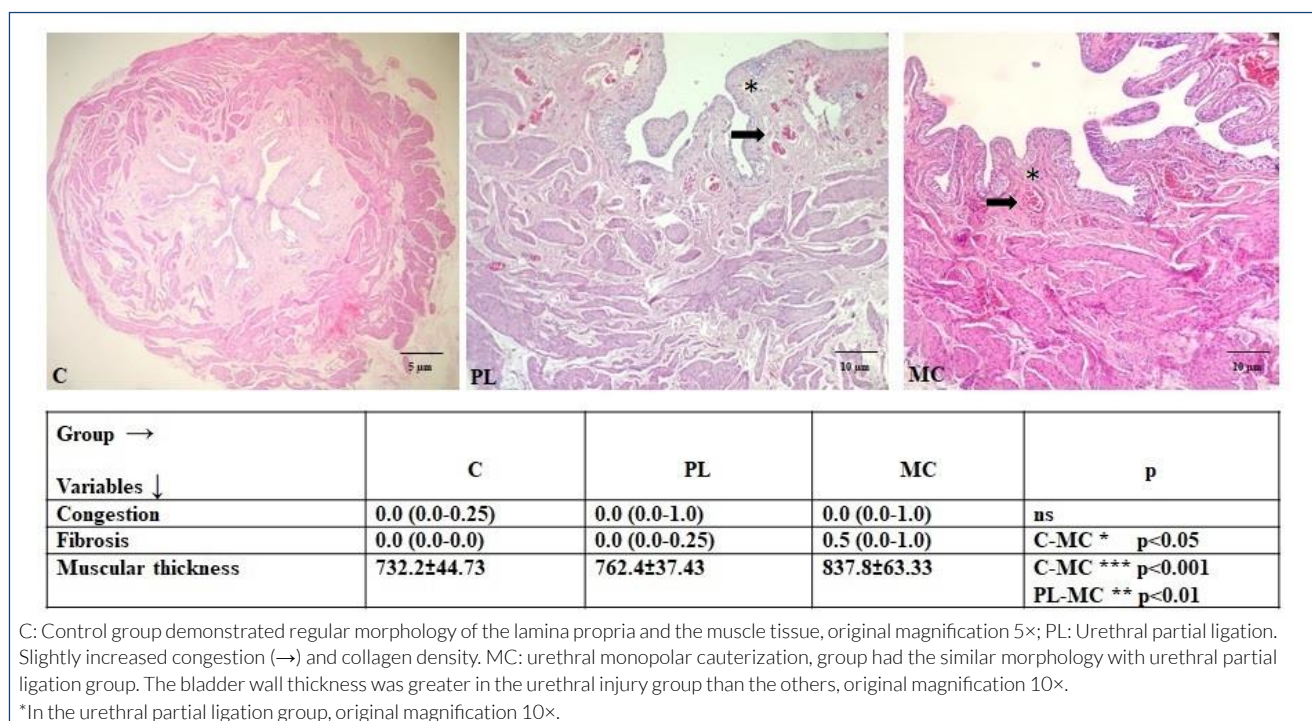 C
5 µm
*
PL
10 µm
*
MC
10 µm
Group →
Variables ↓
C
PL
MC
p
Congestion 0.0 (0.0-0.25) 0.0 (0.0-1.0) 0.0 (0.0-1.0) ns
Fibrosis 0.0 (0.0-0.0) 0.0 (0.0-0.25) 0.5 (0.0-1.0) C-MC * p<0.05
Muscular thickness 732.2±44.73 762.4±37.43 837.8±63.33 C-MC *** p<0.001
PL-MC ** p<0.01
C: Control group demonstrated regular morphology of the lamina propria and the muscle tissue, original magnification 5×; PL: Urethral partial ligation.
Slightly increased congestion (→) and collagen density. MC: urethral monopolar cauterization, group had the similar morphology with urethral partial
ligation group. The bladder wall thickness was greater in the urethral injury group than the others, original magnification 10×.
*In the urethral partial ligation group, original magnification 10×.